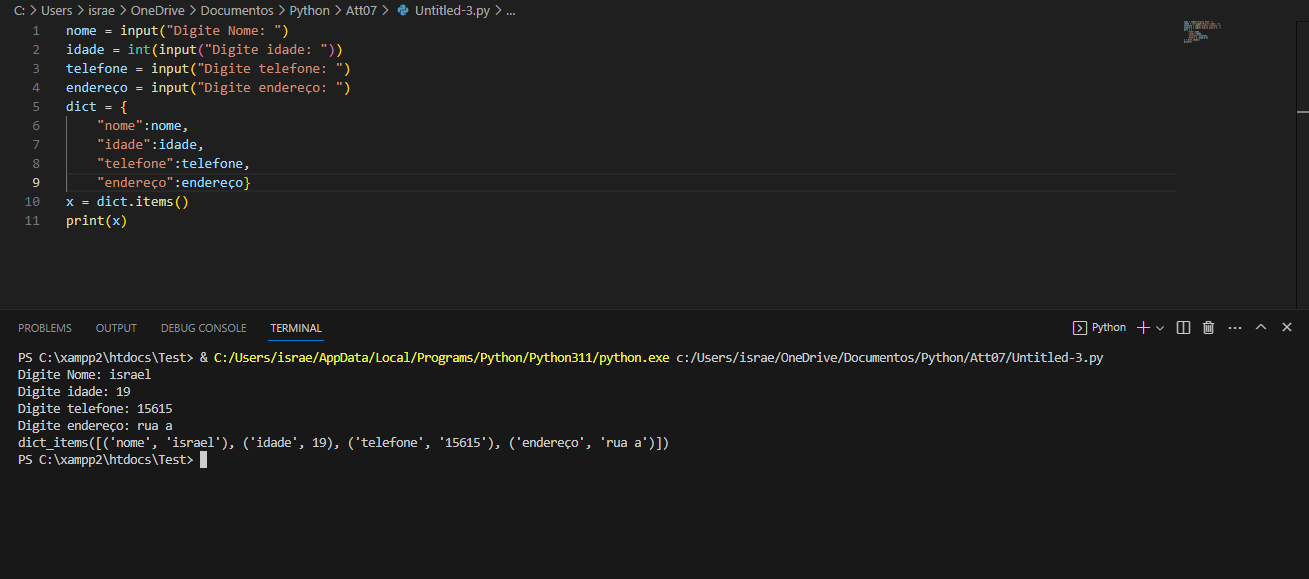 C: > Users > israe > OneDrive > Documentos > Python > Att07 > Untitled-3.py > ...
1 nome = input("Digite Nome: ")
2 idade = int(input("Digite idade: "))
3 telefone = input("Digite telefone: ")
4 endereço = input("Digite endereço: ")
5 dict = {
6     "nome":nome,
7     "idade":idade,
8     "telefone":telefone,
9     "endereço":endereço}
10 x = dict.items()
11 print(x)
PROBLEMS OUTPUT DEBUG CONSOLE TERMINAL Python
PS C:\xampp2\htdocs\Test> & C:/Users/israe/AppData/Local/Programs/Python/Python311/python.exe c:/Users/israe/OneDrive/Documentos/Python/Att07/Untitled-3.py
Digite Nome: israel
Digite idade: 19
Digite telefone: 15615
Digite endereço: rua a
dict_items([('nome', 'israel'), ('idade', 19), ('telefone', '15615'), ('endereço', 'rua a')])
PS C:\xampp2\htdocs\Test>